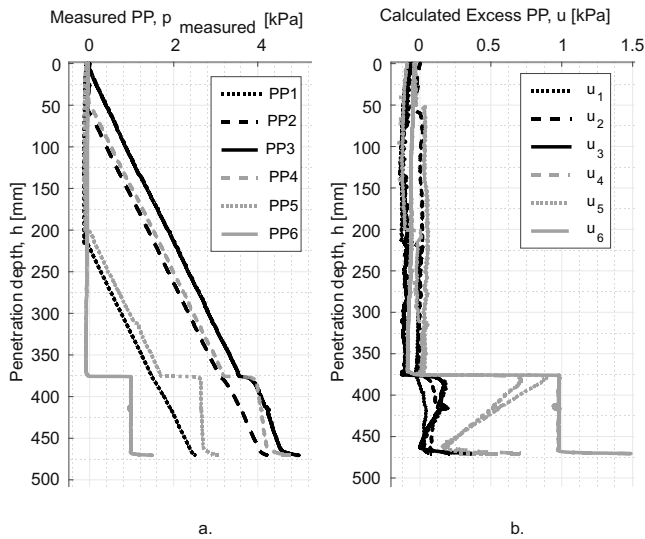 Measured PP, p measured [kPa]
0 2 4
0
50
100
150
200
250
300
350
400
450
500
Penetration depth, h [mm]
PP1
PP2
PP3
PP4
PP5
PP6
a.
Calculated Excess PP, u [kPa]
0 0.5 1 1.5
0
50
100
150
200
250
300
350
400
450
500
Penetration depth, h [mm]
u1
u2
u3
u4
u5
u6
b.